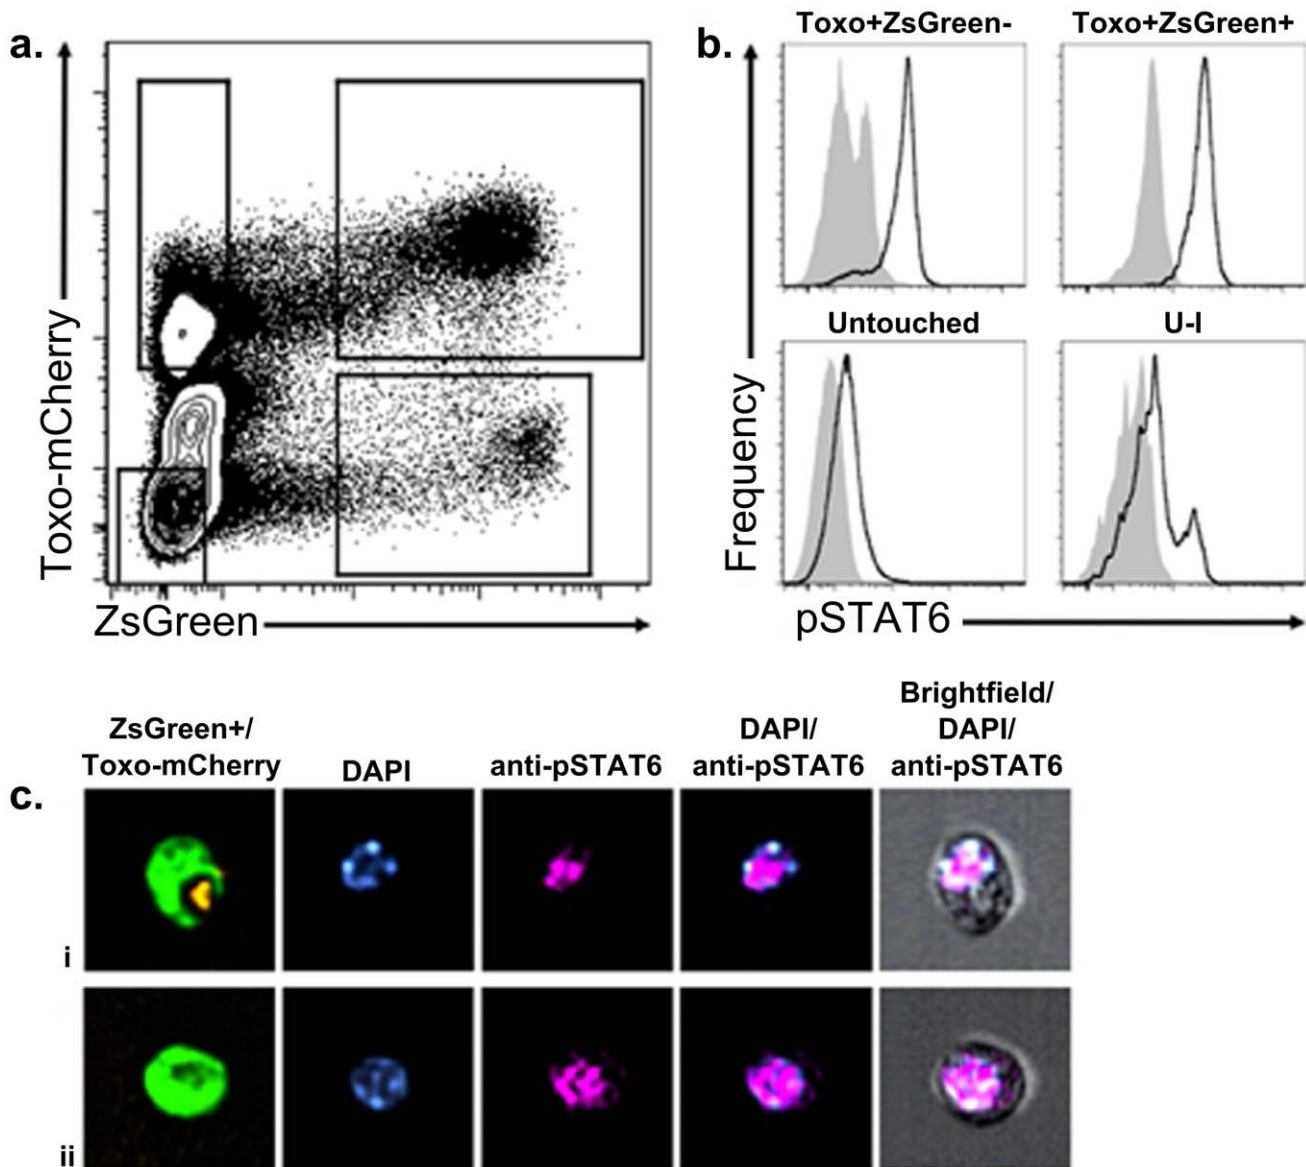 a.
Toxo-mCherry
ZsGreen
b.
Toxo+ZsGreen-
Toxo+ZsGreen+
Untouched
U-I
Frequency
pSTAT6
c.
ZsGreen+/
Toxo-mCherry
DAPI
anti-pSTAT6
DAPI/
anti-pSTAT6
Brightfield/
DAPI/
anti-pSTAT6
i
ii